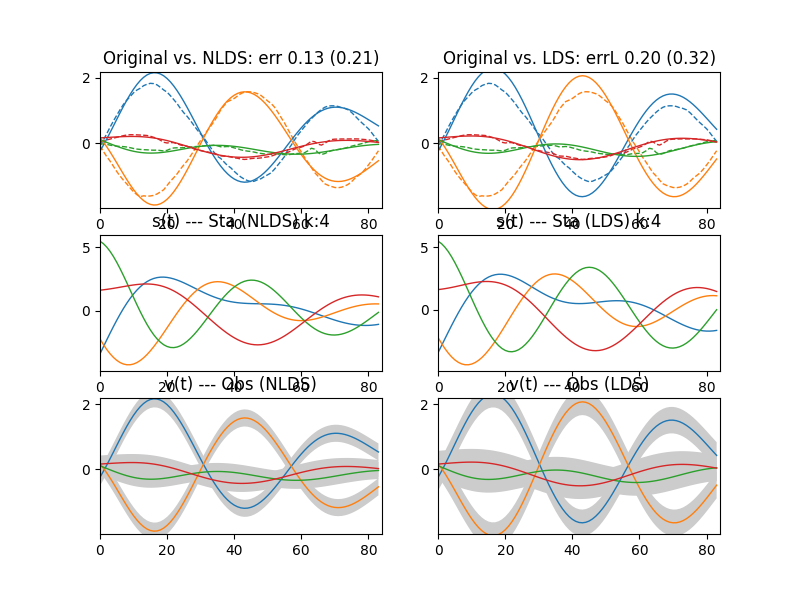 Original vs. NLDS: err 0.13 (0.21)
Original vs. LDS: errL 0.20 (0.32)
2
0
0 20 40 60 80
2
0
0 20 40 60 80
s(t) --- Sta (NLDS) k:4
s(t) --- Sta (LDS) k:4
5
0
0 20 40 60 80
5
0
0 20 40 60 80
v(t) --- Obs (NLDS)
v(t) --- Obs (LDS)
2
0
0 20 40 60 80
2
0
0 20 40 60 80